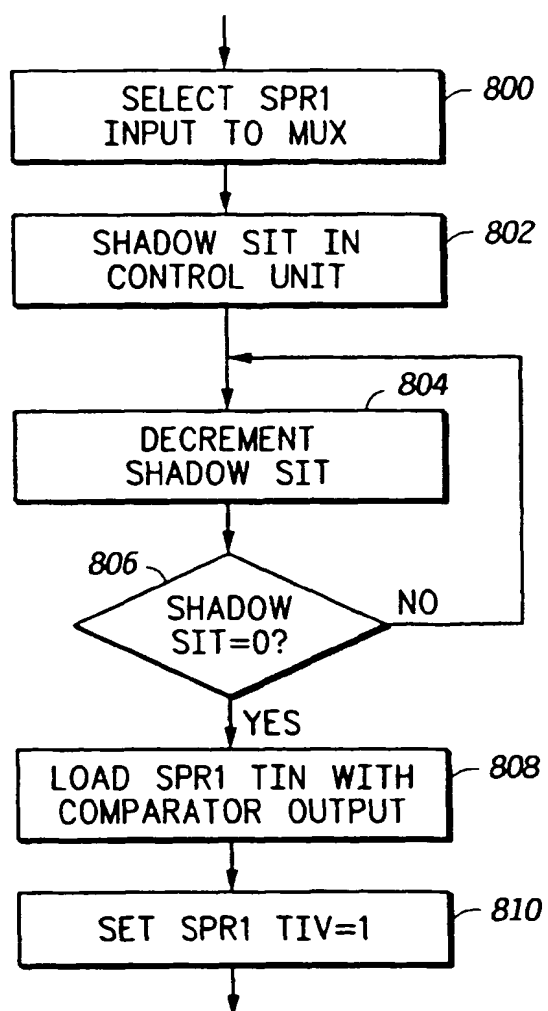 SELECT SPR1
INPUT TO MUX
800
SHADOW SIT IN
CONTROL UNIT
802
804
DECREMENT
SHADOW SIT
806
SHADOW
SIT=0?
NO
YES
LOAD SPR1 TIN WITH
COMPARATOR OUTPUT
808
SET SPR1 TIV=1
810